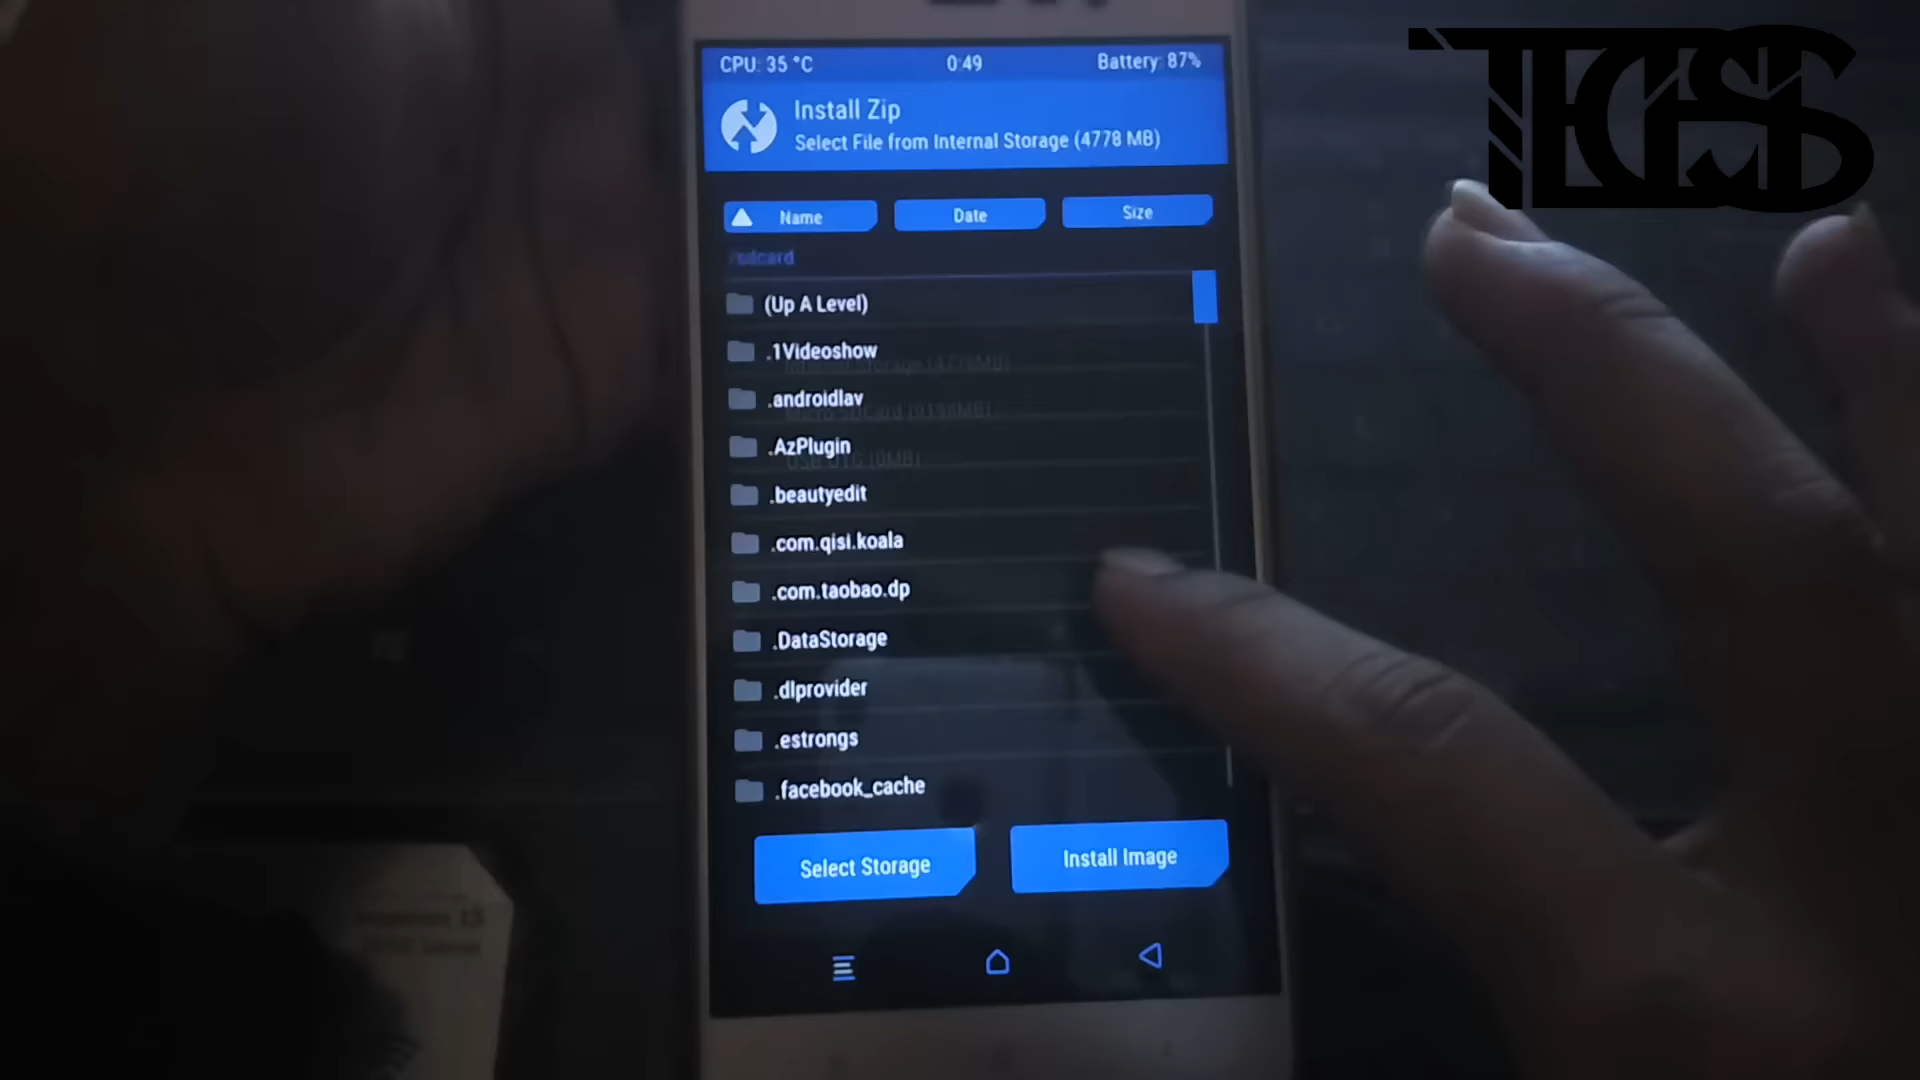 TECHS
CPU: 35 °C 0:49 Battery: 87%
Install Zip
Select File from Internal Storage (4778 MB)
Name Date Size
/sdcard
(Up A Level)
.1Videoshow
.androidlav
.AzPlugin
.beautyedit
.com.qisi.koala
.com.taobao.dp
.DataStorage
.dlprovider
.estrongs
.facebook_cache
Select Storage Install Image